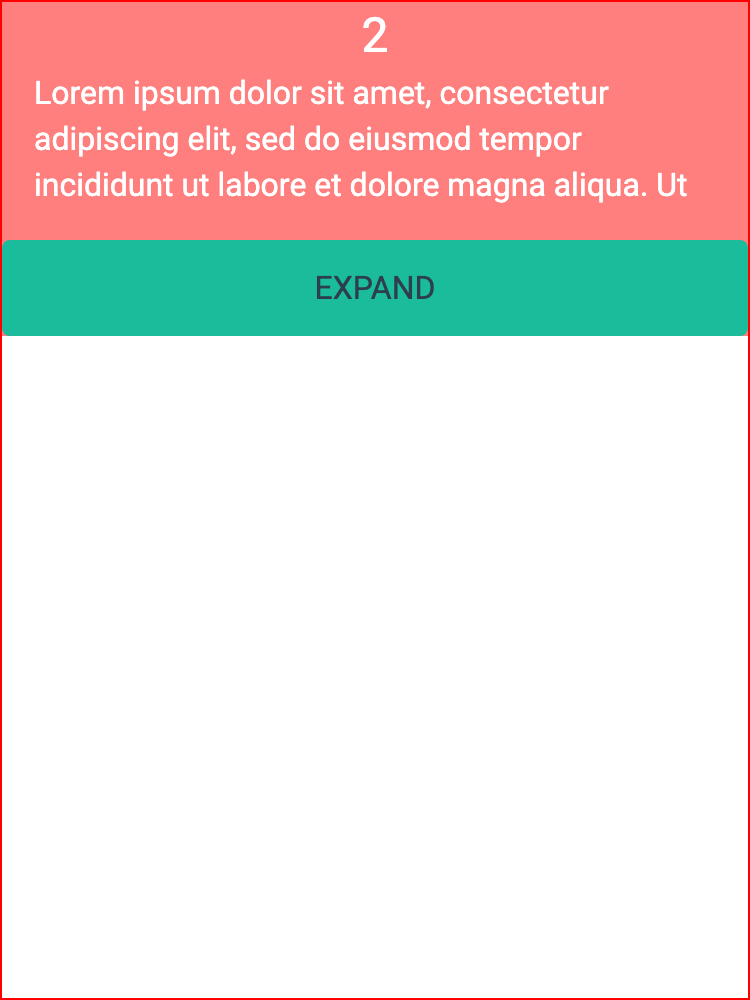 2
Lorem ipsum dolor sit amet, consectetur
adipiscing elit, sed do eiusmod tempor
incididunt ut labore et dolore magna aliqua. Ut
EXPAND